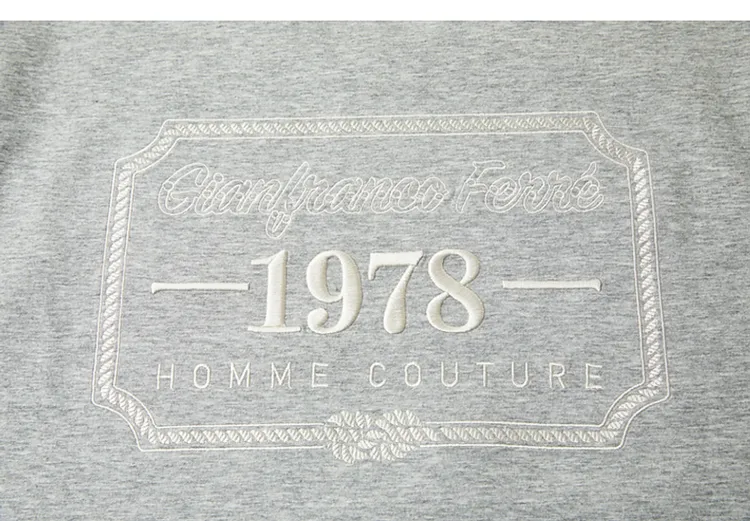 Gianfranco Ferré
1978
HOMME COUTURE